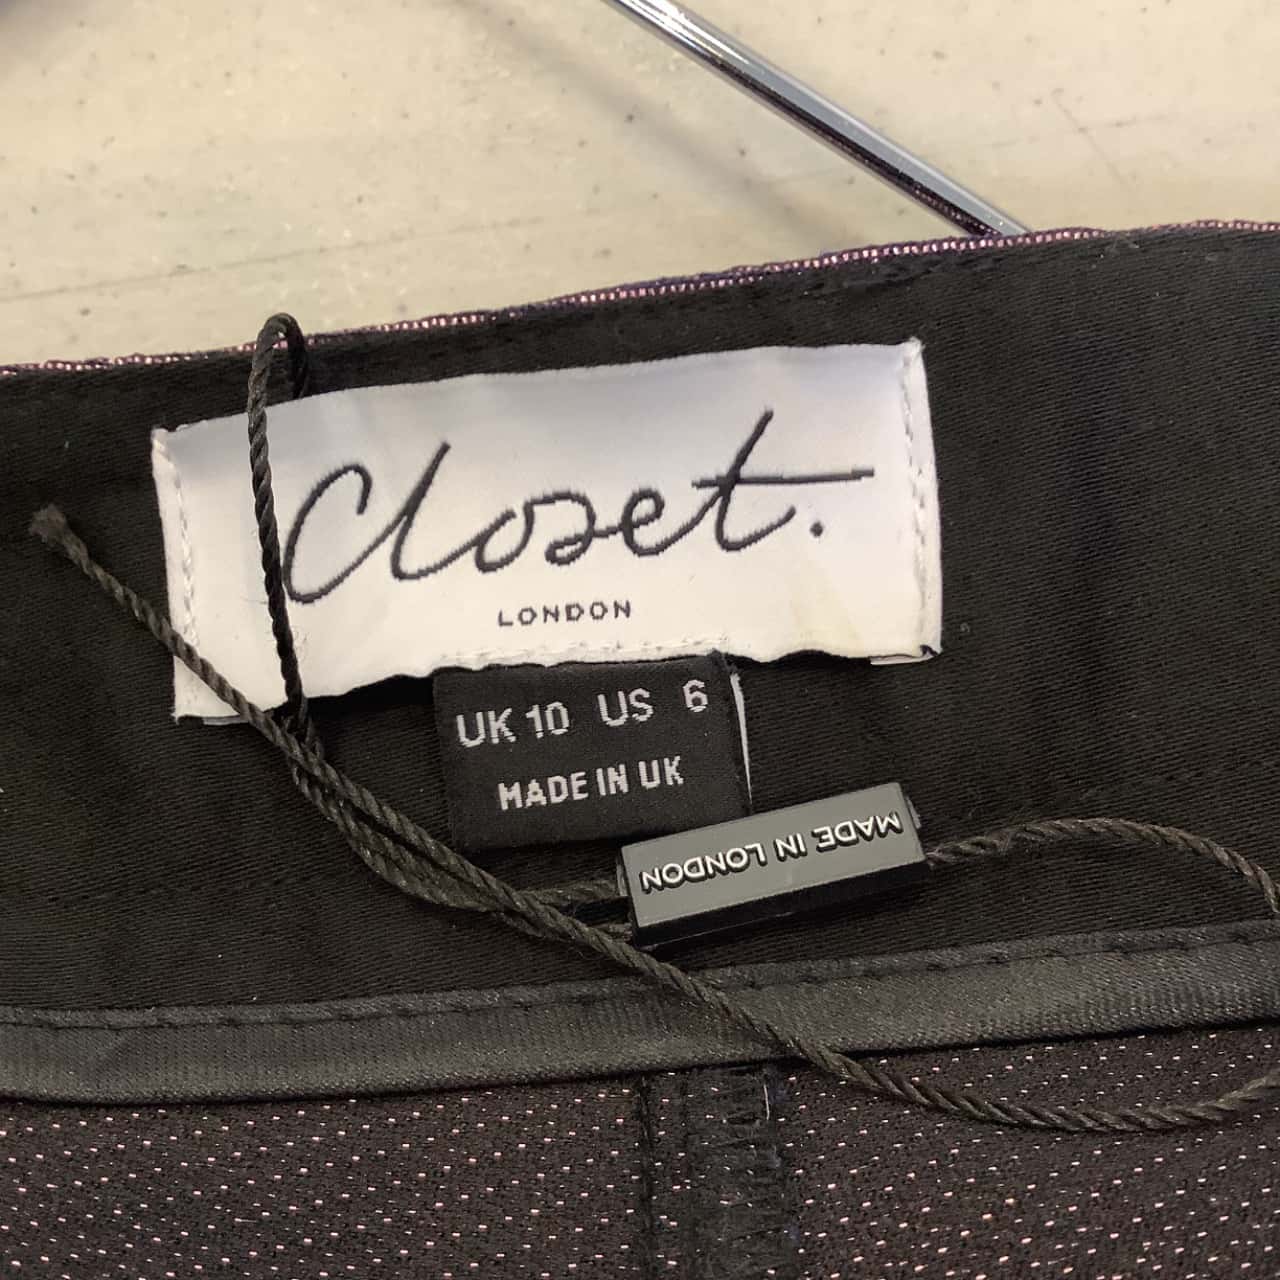 Closet.
LONDON
UK 10 US 6
MADE IN UK
MADE IN LONDON